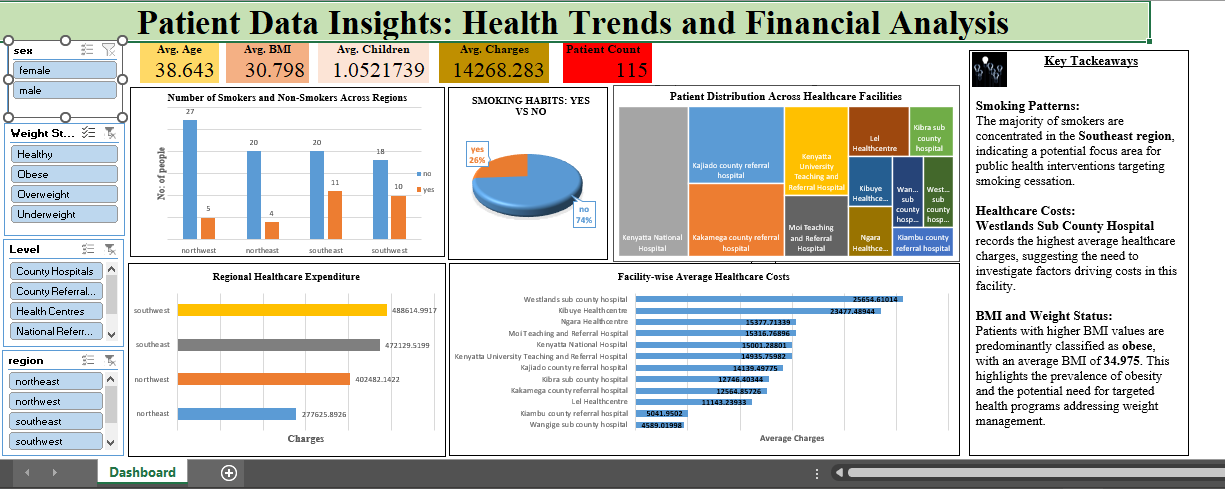 Patient Data Insights: Health Trends and Financial Analysis
sex
female
male
Weight St...
Healthy
Obese
Overweight
Underweight
Level
County Hospitals
County Referral...
Health Centres
National Referr...
region
northeast
northwest
southeast
southwest
Avg. Age
38.643
Avg. BMI
30.798
Avg. Children
1.0521739
Avg. Charges
14268.283
Patient Count
115
Number of Smokers and Non-Smokers Across Regions
No: of people
27
5
20
4
20
11
18
10
northwest
northeast
southeast
southwest
no
yes
SMOKING HABITS: YES
VS NO
yes
26%
no
74%
Patient Distribution Across Healthcare Facilities
Kenyatta National
Hospital
Kajiado county referral
hospital
Kakamega county referral
hospital
Kenyatta
University
Teaching and
Referral Hospital
Moi Teaching
and Referral
Hospital
Lel
Healthcentre
Kibra sub
county
hospital
Kibuye
Healthce...
Wan...
sub
county
hosp...
West...
sub
county
hosp...
Ngara
Healthce...
Kiambu county
referral hospital
Regional Healthcare Expenditure
southwest
488614.9917
southeast
472129.5199
northwest
402482.1422
northeast
277625.8926
Charges
Facility-wise Average Healthcare Costs
Westlands sub county hospital 25654.61014
Kibuye Healthcentre 23477.48944
Ngara Healthcentre 15377.71339
Moi Teaching and Referral Hospital 15316.76896
Kenyatta National Hospital 15001.28801
Kenyatta University Teaching and Referral Hospital 14935.75982
Kajiado county referral hospital 14139.49775
Kibra sub county hospital 12746.40344
Kakamega county referral hospital 12564.85726
Lel Healthcentre 11143.23933
Kiambu county referral hospital 5041.9502
Wangige sub county hospital 4589.01998
Average Charges
Key Tackeaways
Smoking Patterns:
The majority of smokers are
concentrated in the Southeast region,
indicating a potential focus area for
public health interventions targeting
smoking cessation.
Healthcare Costs:
Westlands Sub County Hospital
records the highest average healthcare
charges, suggesting the need to
investigate factors driving costs in this
facility.
BMI and Weight Status:
Patients with higher BMI values are
predominantly classified as obese,
with an average BMI of 34.975. This
highlights the prevalence of obesity
and the potential need for targeted
health programs addressing weight
management.
Dashboard